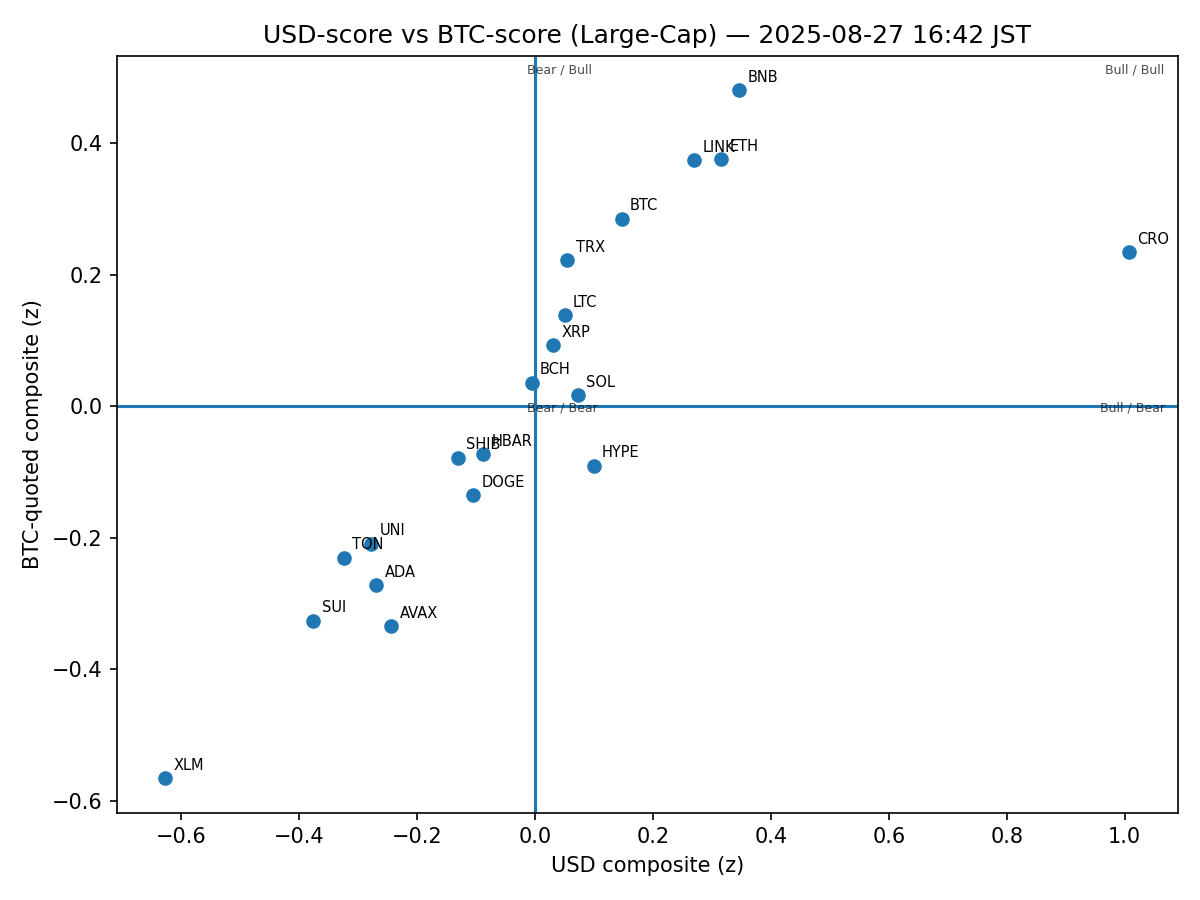 USD-score vs BTC-score (Large-Cap) — 2025-08-27 16:42 JST
Bear / Bull
Bull / Bull
BNB
LINK
ETH
BTC
CRO
TRX
LTC
XRP
BCH
SOL
Bear / Bear
Bull / Bear
SHIB
HBAR
HYPE
DOGE
UNI
TON
ADA
SUI
AVAX
XLM
0.4
0.2
0.0
−0.2
−0.4
−0.6
BTC-quoted composite (z)
−0.6
−0.4
−0.2
0.0
0.2
0.4
0.6
0.8
1.0
USD composite (z)